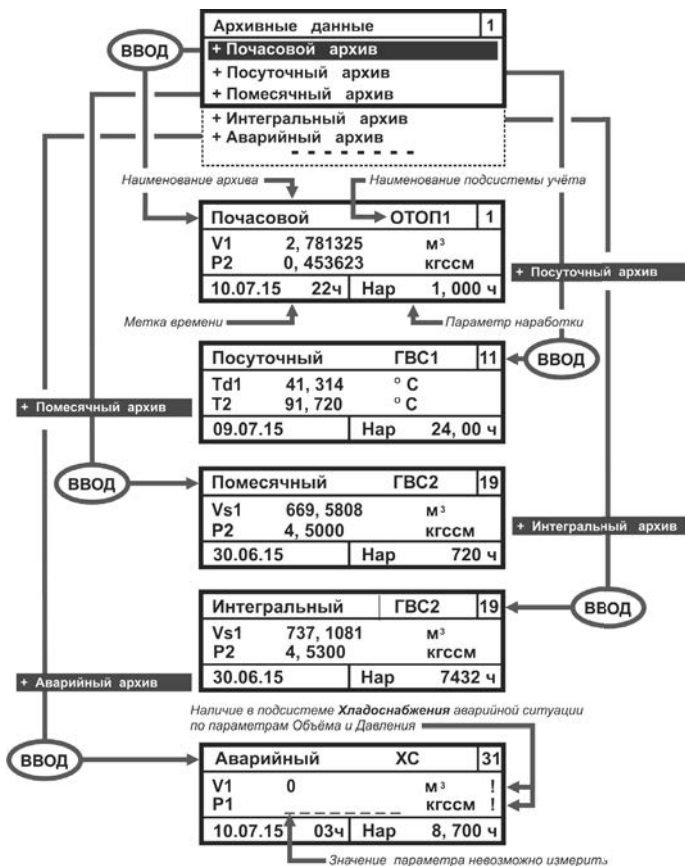 Архивные данные 1
ВВОД
+ Почасовой архив
+ Посуточный архив
+ Помесячный архив
+ Интегральный архив
+ Аварийный архив
Наименование архива
Наименование подсистемы учёта
Почасовой ОТОП1 1
V1 2, 781325 м³
P2 0, 453623 кгссм
10.07.15 22ч Нар 1, 000 ч
+ Посуточный архив
Метка времени
Параметр наработки
Посуточный ГВС1 11
ВВОД
Td1 41, 314 °C
T2 91, 720 °C
09.07.15 Нар 24, 00 ч
+ Помесячный архив
ВВОД
Помесячный ГВС2 19
Vs1 669, 5808 м³
P2 4, 5000 кгссм
30.06.15 Нар 720 ч
+ Интегральный архив
Интегральный ГВС2 19
ВВОД
Vs1 737, 1081 м³
P2 4, 5300 кгссм
30.06.15 Нар 7432 ч
+ Аварийный архив
Наличие в подсистеме Хладоснабжения аварийной ситуации
по параметрам Объёма и Давления
ВВОД
Аварийный ХС 31
V1 0 м³ !
P1 _ _ _ _ _ _ _ _ кгссм !
10.07.15 03ч Нар 8, 700 ч
Значение параметра невозможно измерить